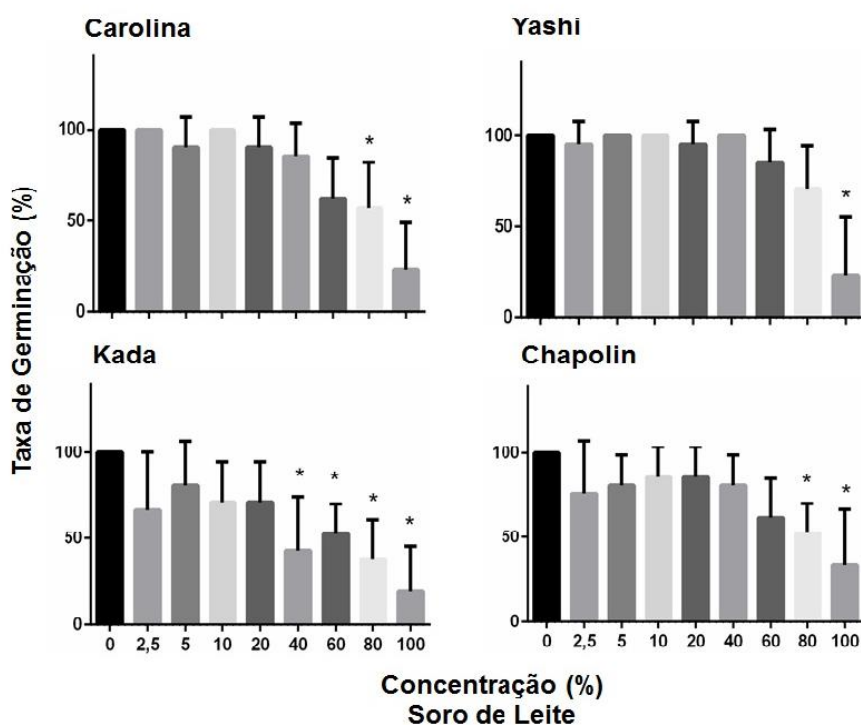 Carolina
Yashi
100
50
0
* *
100
50
0
*
Kada
Chapolin
100
50
0
* * * *
0 2,5 5 10 20 40 60 80 100
100
50
0
* *
0 2,5 5 10 20 40 60 80 100
Taxa de Germinação (%)
Concentração (%)
Soro de Leite